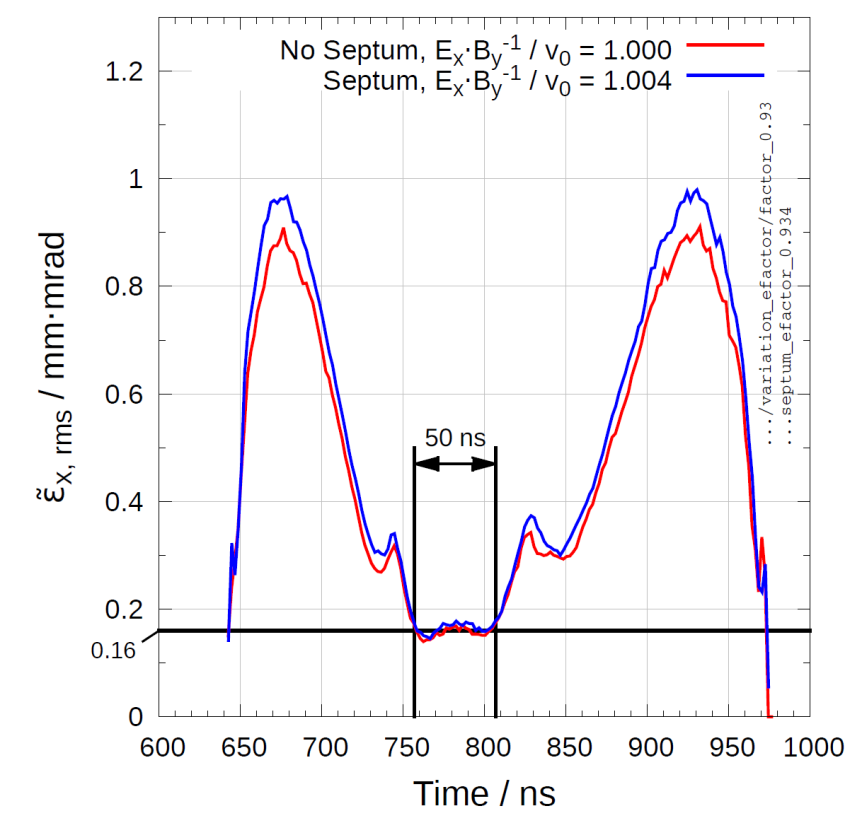 No Septum, Eₓ·B_y⁻¹ / v₀ = 1.000
Septum, Eₓ·B_y⁻¹ / v₀ = 1.004
.../variation_efactor/factor_0.93
...septum_efactor_0.934
1.2
1
0.8
0.6
0.4
0.2
0.16
0
50 ns
ε̃x, rms / mm·mrad
600 650 700 750 800 850 900 950 1000
Time / ns